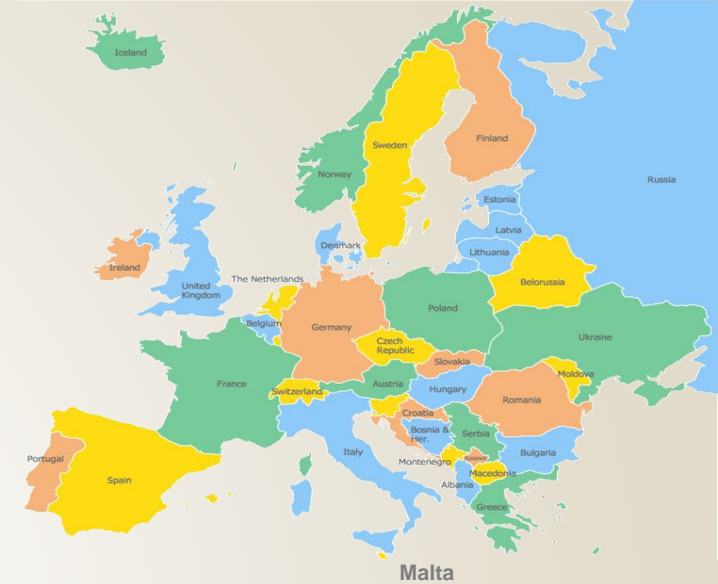 Iceland
Finland
Sweden
Norway
Russia
Estonia
Latvia
Denmark
Lithuania
Ireland
The Netherlands
Belorussia
United
Kingdom
Poland
Belgium
Germany
Ukraine
Czech
Republic
Slovakia
Moldova
France
Austria
Switzerland
Hungary
Romania
Croatia
Bosnia &
Her.
Serbia
Italy
Bulgaria
Portugal
Montenegro
Kosovo
Spain
Macedonia
Albania
Greece
Malta